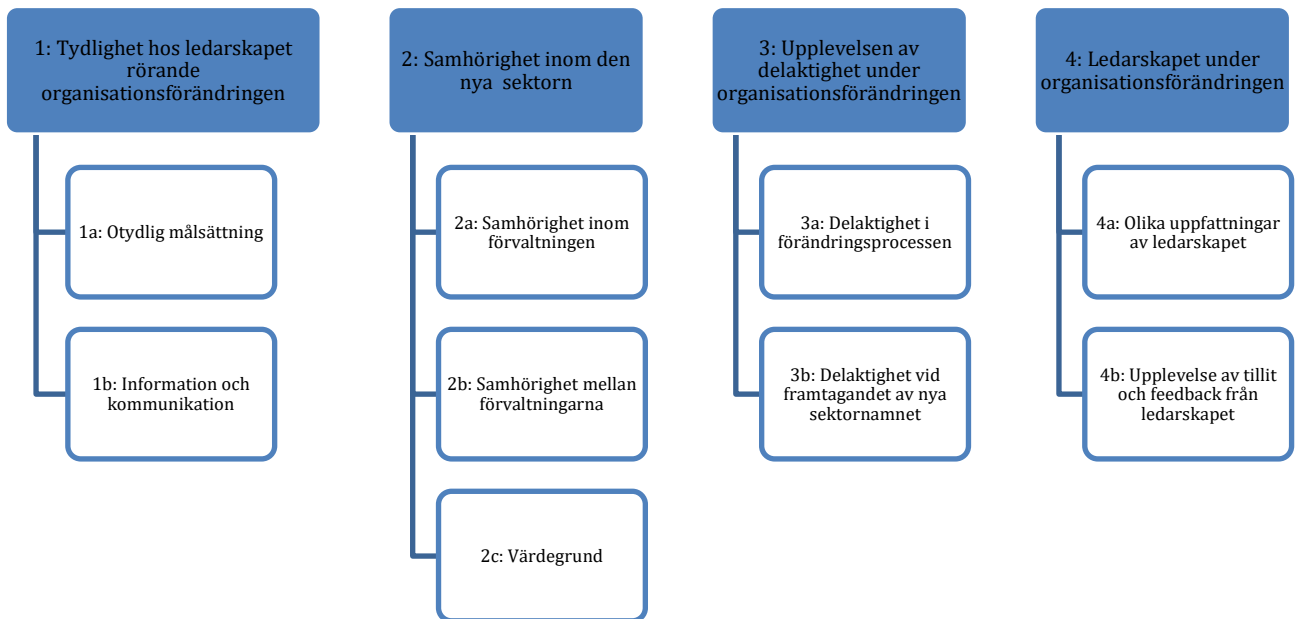 1: Tydlighet hos ledarskapet
rörande
organisationsförändringen
1a: Otydlig målsättning
1b: Information och
kommunikation
2: Samhörighet inom den
nya sektorn
2a: Samhörighet inom
förvaltningen
2b: Samhörighet mellan
förvaltningarna
2c: Värdegrund
3: Upplevelsen av
delaktighet under
organisationsförändringen
3a: Delaktighet i
förändringsprocessen
3b: Delaktighet vid
framtagandet av nya
sektornamnet
4: Ledarskapet under
organisationsförändringen
4a: Olika uppfattningar
av ledarskapet
4b: Upplevelse av tillit
och feedback från
ledarskapet